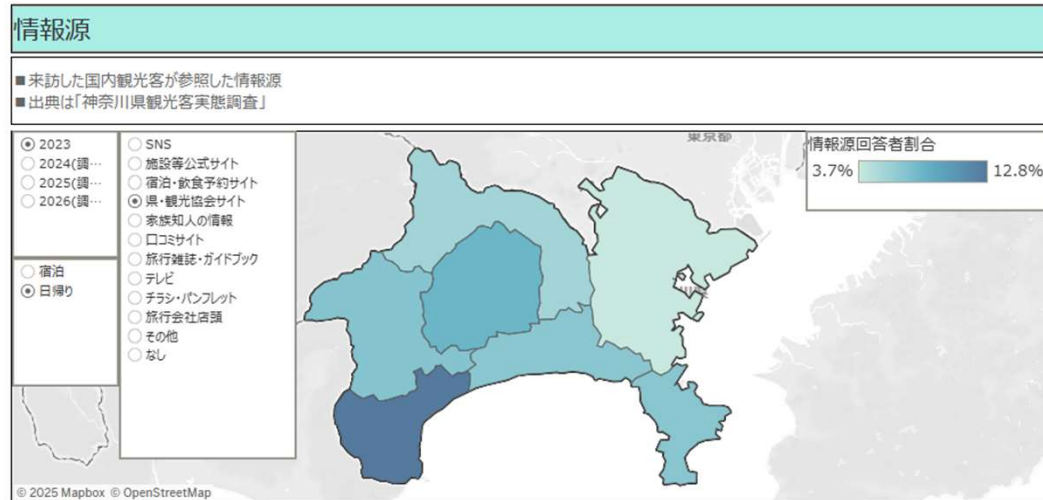 情報源
■来訪した国内観光客が参照した情報源
■出典は「神奈川県観光客実態調査」
2023
2024(調…
2025(調…
2026(調…
宿泊
日帰り
SNS
施設等公式サイト
宿泊・飲食予約サイト
県・観光協会サイト
家族知人の情報
口コミサイト
旅行雑誌・ガイドブック
テレビ
チラシ・パンフレット
旅行会社店頭
その他
なし
東京都
情報源回答者割合
3.7% 12.8%
© 2025 Mapbox © OpenStreetMap